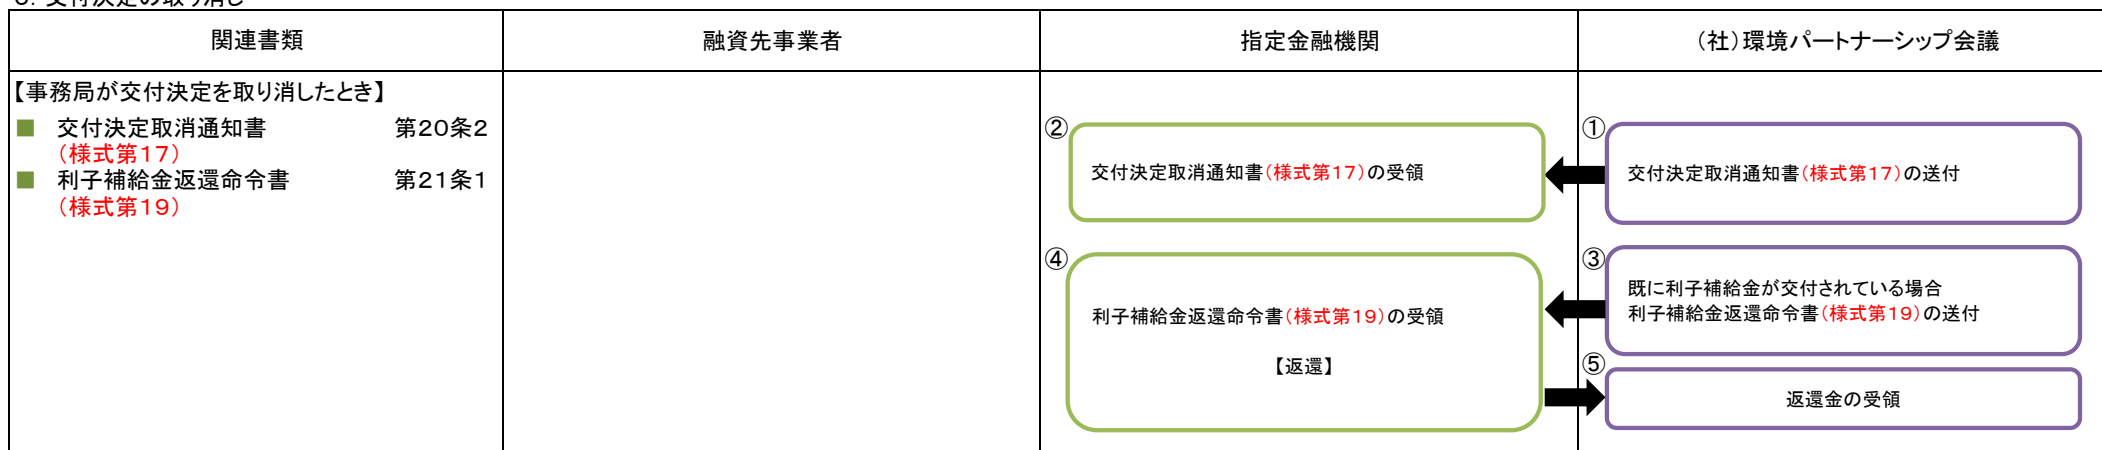 交付決定の取り消し
関連書類
融資先事業者
指定金融機関
(社)環境パートナーシップ会議
【事務局が交付決定を取り消したとき】
■ 交付決定取消通知書 第20条2
(様式第17)
■ 利子補給金返還命令書 第21条1
(様式第19)
②
交付決定取消通知書(様式第17)の受領
①
交付決定取消通知書(様式第17)の送付
④
利子補給金返還命令書(様式第19)の受領
【返還】
③
既に利子補給金が交付されている場合
利子補給金返還命令書(様式第19)の送付
⑤
返還金の受領